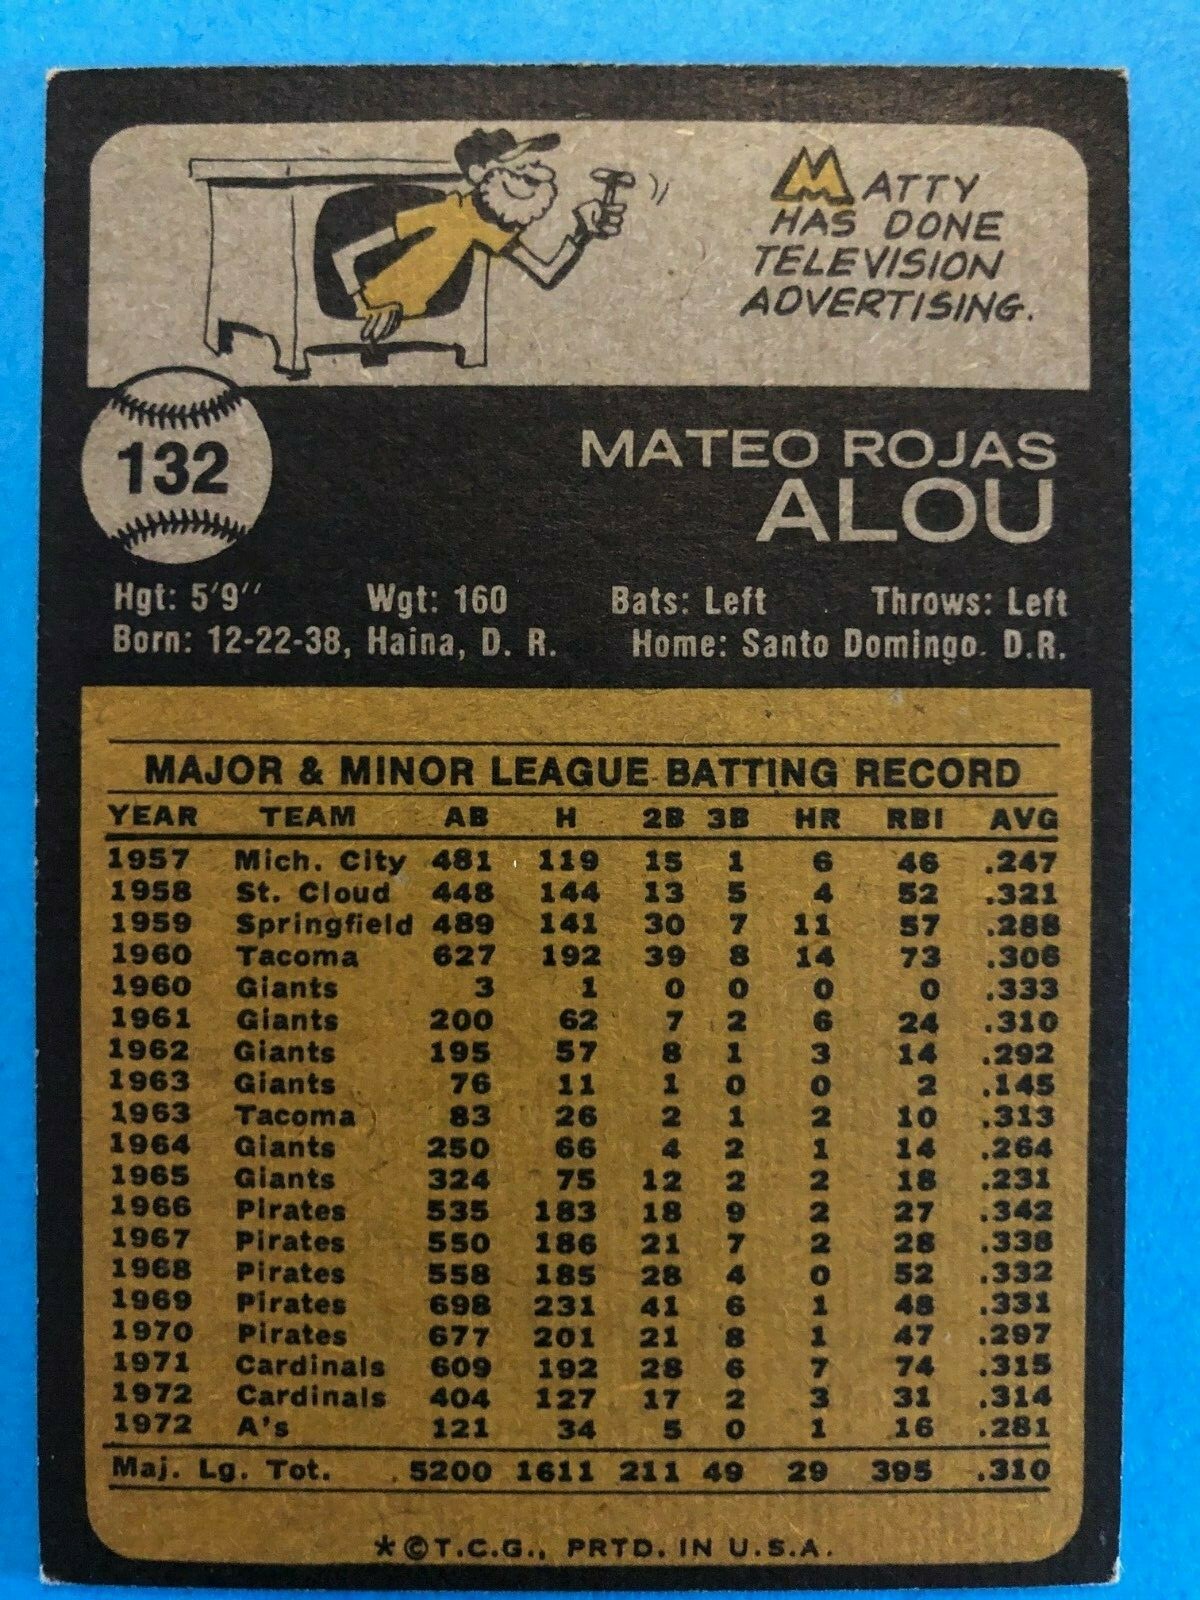 MATTY
HAS DONE
TELEVISION
ADVERTISING.
132
MATEO ROJAS
ALOU
Hgt: 5'9'' Wgt: 160 Bats: Left Throws: Left
Born: 12-22-38, Haina, D. R. Home: Santo Domingo. D.R.
MAJOR & MINOR LEAGUE BATTING RECORD
YEAR TEAM AB H 2B 3B HR RBI AVG
1957 Mich. City 481 119 15 1 6 46 .247
1958 St. Cloud 448 144 13 5 4 52 .321
1959 Springfield 489 141 30 7 11 57 .288
1960 Tacoma 627 192 39 8 14 73 .306
1960 Giants 3 1 0 0 0 0 .333
1961 Giants 200 62 7 2 6 24 .310
1962 Giants 195 57 8 1 3 14 .292
1963 Giants 76 11 1 0 0 2 .145
1963 Tacoma 83 26 2 1 2 10 .313
1964 Giants 250 66 4 2 1 14 .264
1965 Giants 324 75 12 2 2 18 .231
1966 Pirates 535 183 18 9 2 27 .342
1967 Pirates 550 186 21 7 2 28 .338
1968 Pirates 558 185 28 4 0 52 .332
1969 Pirates 698 231 41 6 1 48 .331
1970 Pirates 677 201 21 8 1 47 .297
1971 Cardinals 609 192 28 6 7 74 .315
1972 Cardinals 404 127 17 2 3 31 .314
1972 A's 121 34 5 0 1 16 .281
Maj. Lg. Tot. 5200 1611 211 49 29 395 .310
*©T.C.G., PRTD. IN U.S.A.